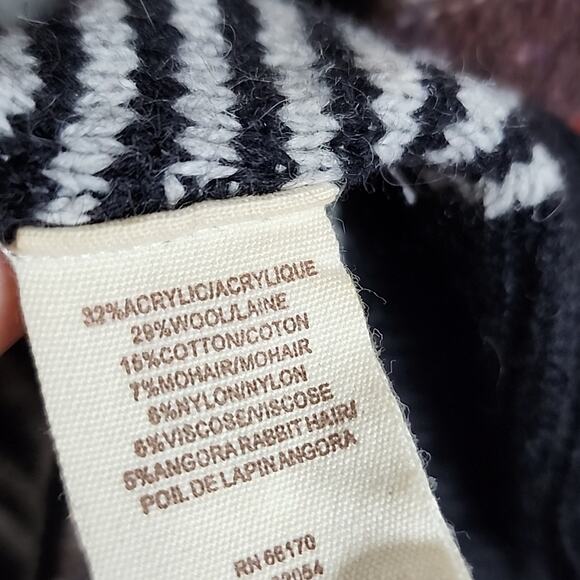 32%ACRYLIC/ACRYLIQUE
29%WOOL/LAINE
15%COTTON/COTON
7%MOHAIR/MOHAIR
6%NYLON/NYLON
6%VISCOSE/VISCOSE
5%ANGORA RABBIT HAIR/
POIL DE LAPIN ANGORA
RN 66170